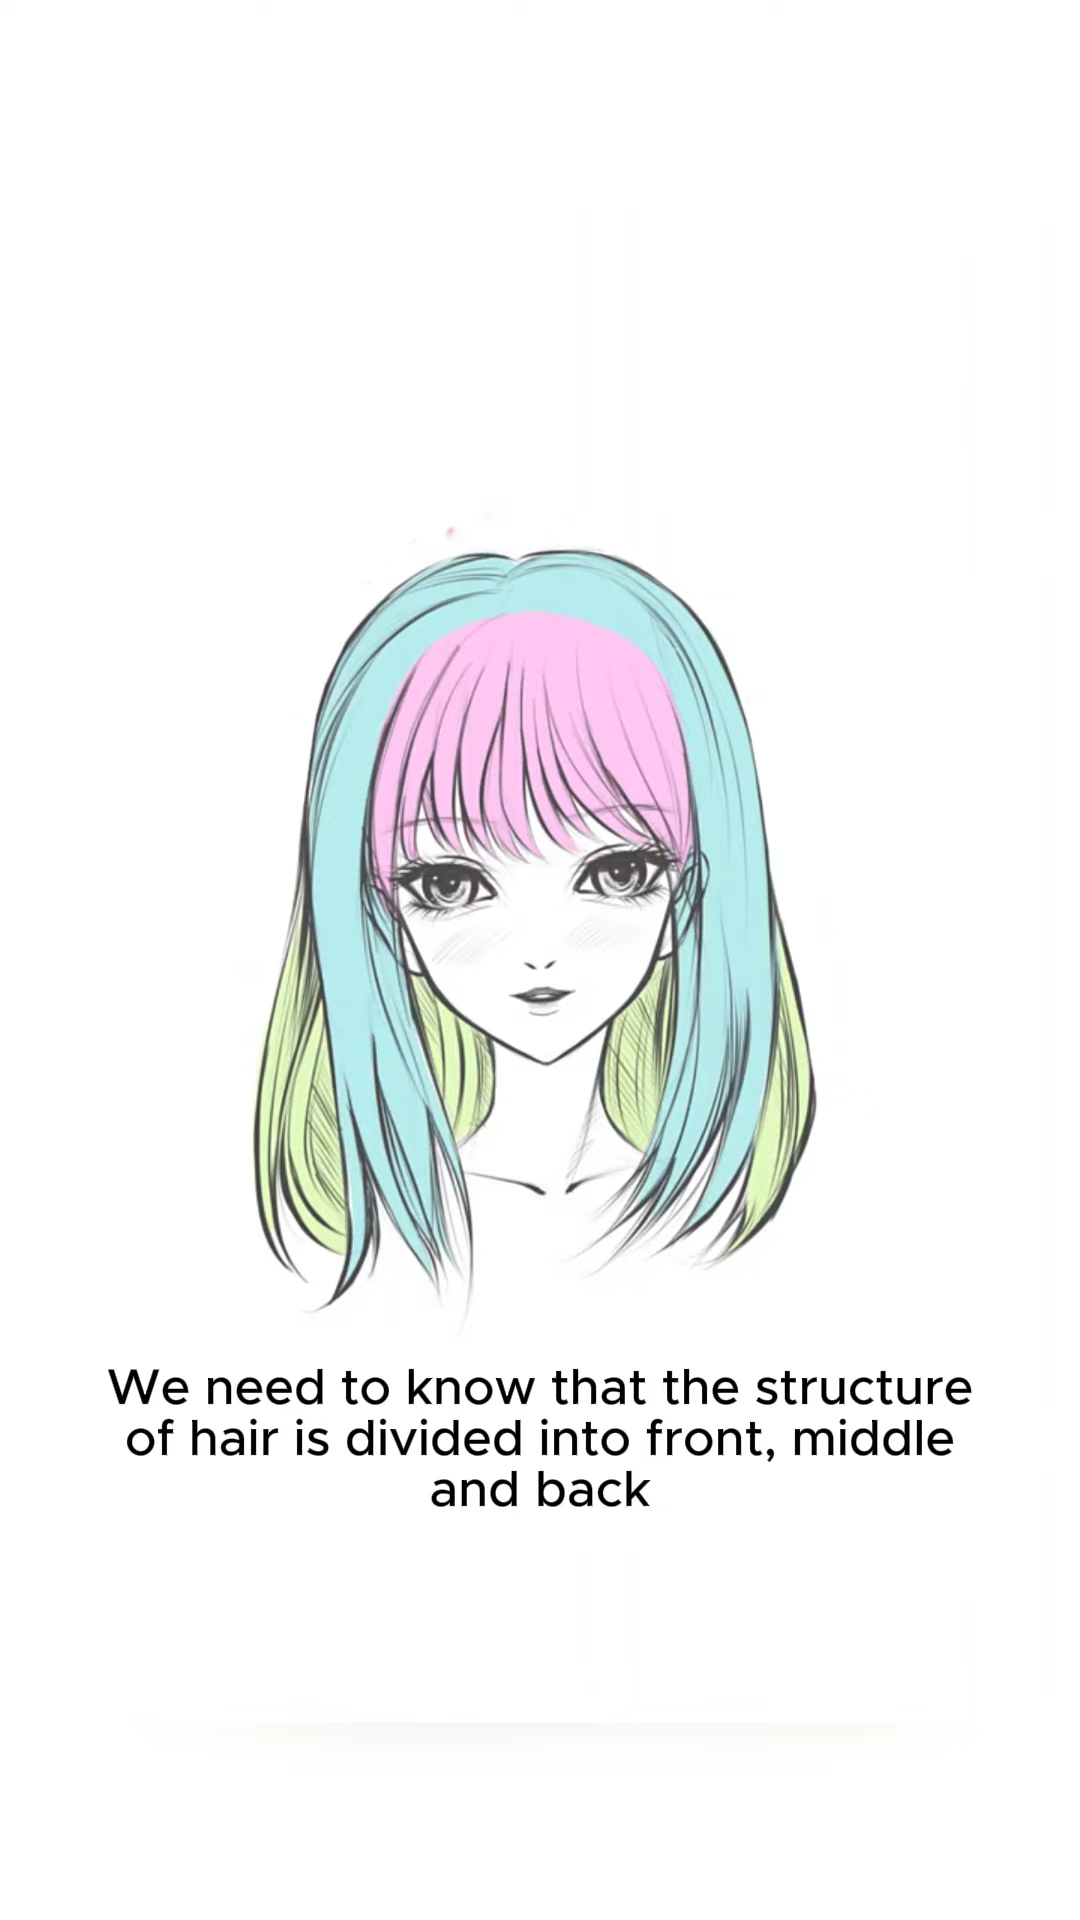 We need to know that the structure
of hair is divided into front, middle
and back